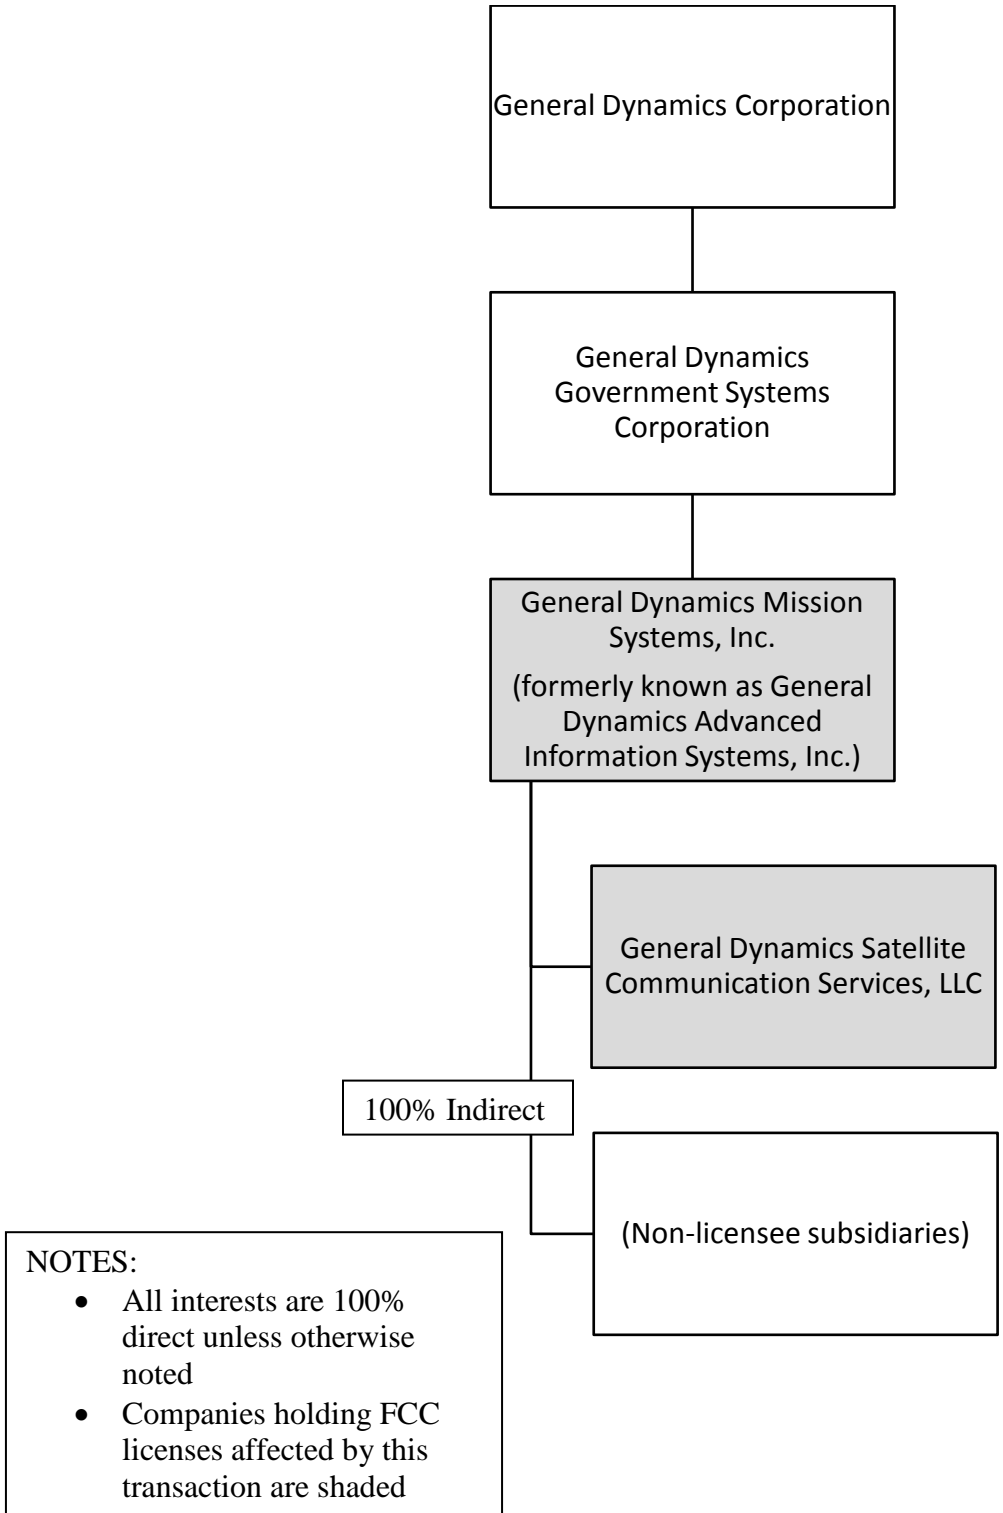 General Dynamics Corporation
General Dynamics
Government Systems
Corporation
General Dynamics Mission
Systems, Inc.
(formerly known as General
Dynamics Advanced
Information Systems, Inc.)
General Dynamics Satellite
Communication Services, LLC
100% Indirect
(Non-licensee subsidiaries)
NOTES:
• All interests are 100%
direct unless otherwise
noted
• Companies holding FCC
licenses affected by this
transaction are shaded